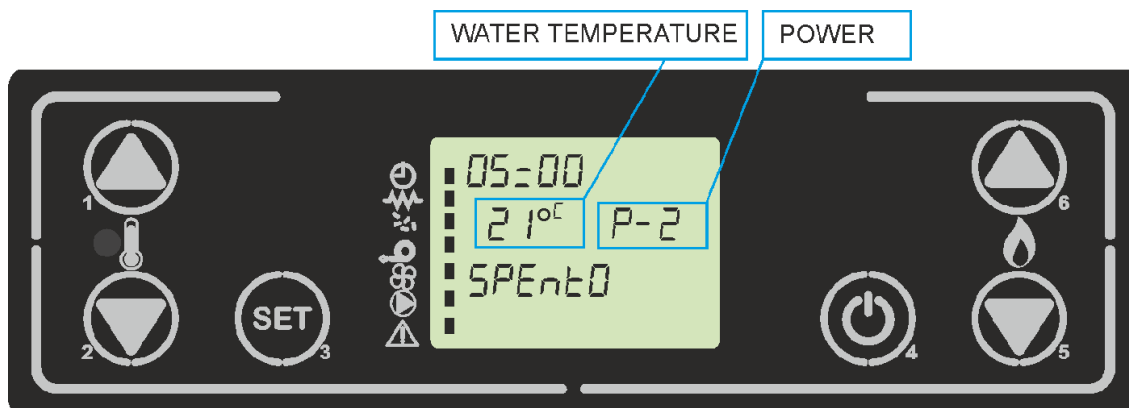 WATER TEMPERATURE
POWER
05:00
21°C P-2
SPEntO
1
2
SET
3
4
5
6